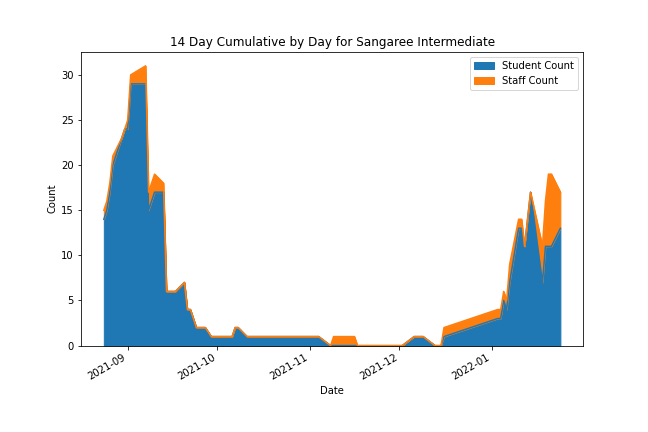 14 Day Cumulative by Day for Sangaree Intermediate
Student Count
Staff Count
30
25
20
15
10
5
0
Count
2021-09
2021-10
2021-11
2021-12
2022-01
Date